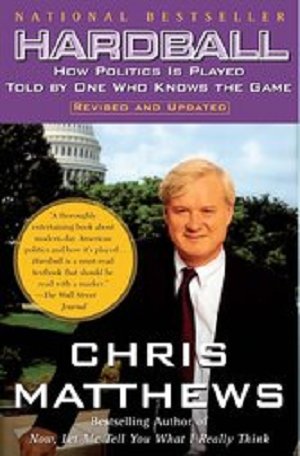 NATIONAL BESTSELLER
HARDBALL
HOW POLITICS IS PLAYED
TOLD BY ONE WHO KNOWS THE GAME
REVISED AND UPDATED
"A thoroughly
entertaining book about
modern-day American
politics and how it's played...
Hardball is a must-read
textbook that should be
read with a marker."
—The Wall Street
Journal
CHRIS
MATTHEWS
Bestselling Author of
Now, Let Me Tell You What I Really Think